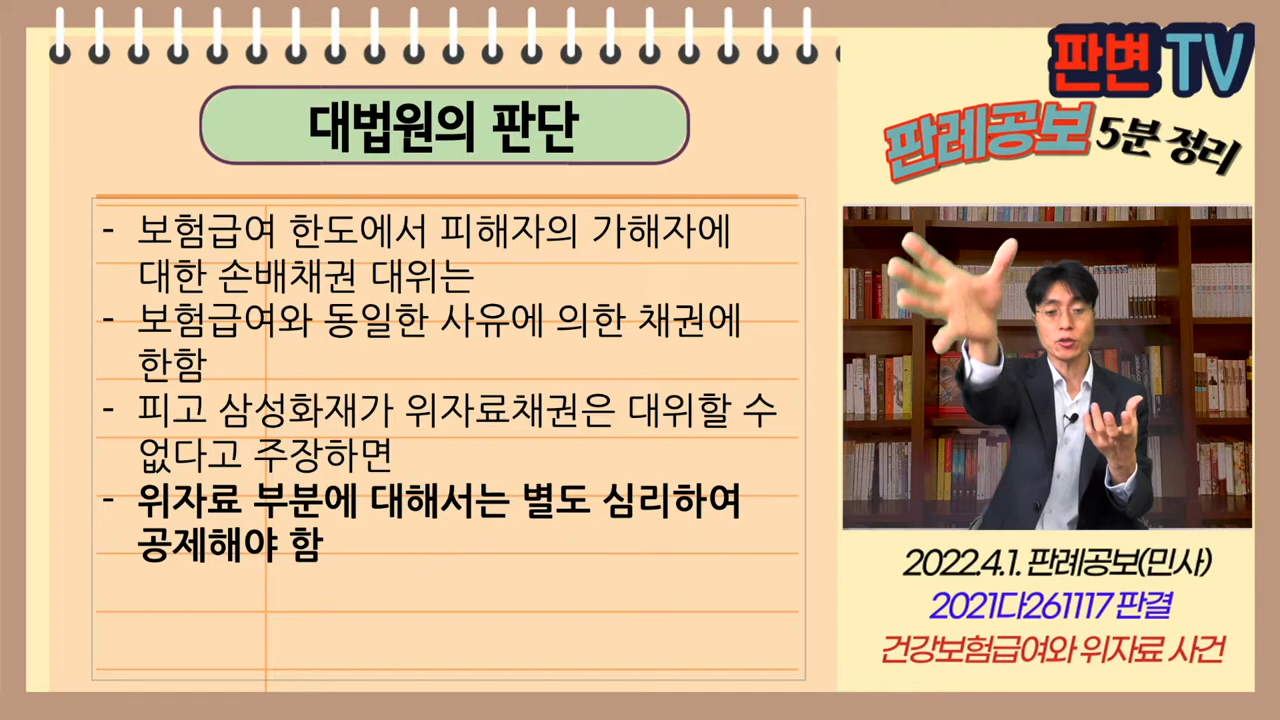 판변 TV
판례공보 5분 정리
대법원의 판단
- 보험급여 한도에서 피해자의 가해자에
대한 손배채권 대위는
- 보험급여와 동일한 사유에 의한 채권에
한함
- 피고 삼성화재가 위자료채권은 대위할 수
없다고 주장하면
- 위자료 부분에 대해서는 별도 심리하여
공제해야 함
2022.4.1. 판례공보(민사)
2021다261117 판결
건강보험급여와 위자료 사건